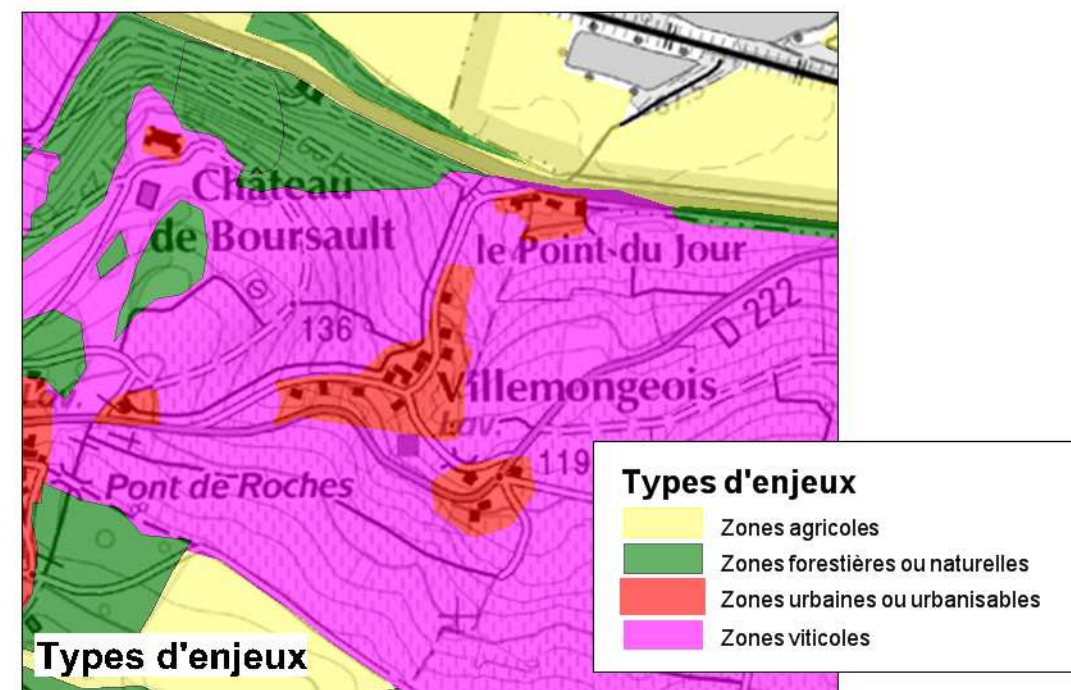 Château
de Boursault
le Point du Jour
D 222
136
Villemongeois
Lav.
119
Pont de Roches
Types d'enjeux
Types d'enjeux
Zones agricoles
Zones forestières ou naturelles
Zones urbaines ou urbanisables
Zones viticoles